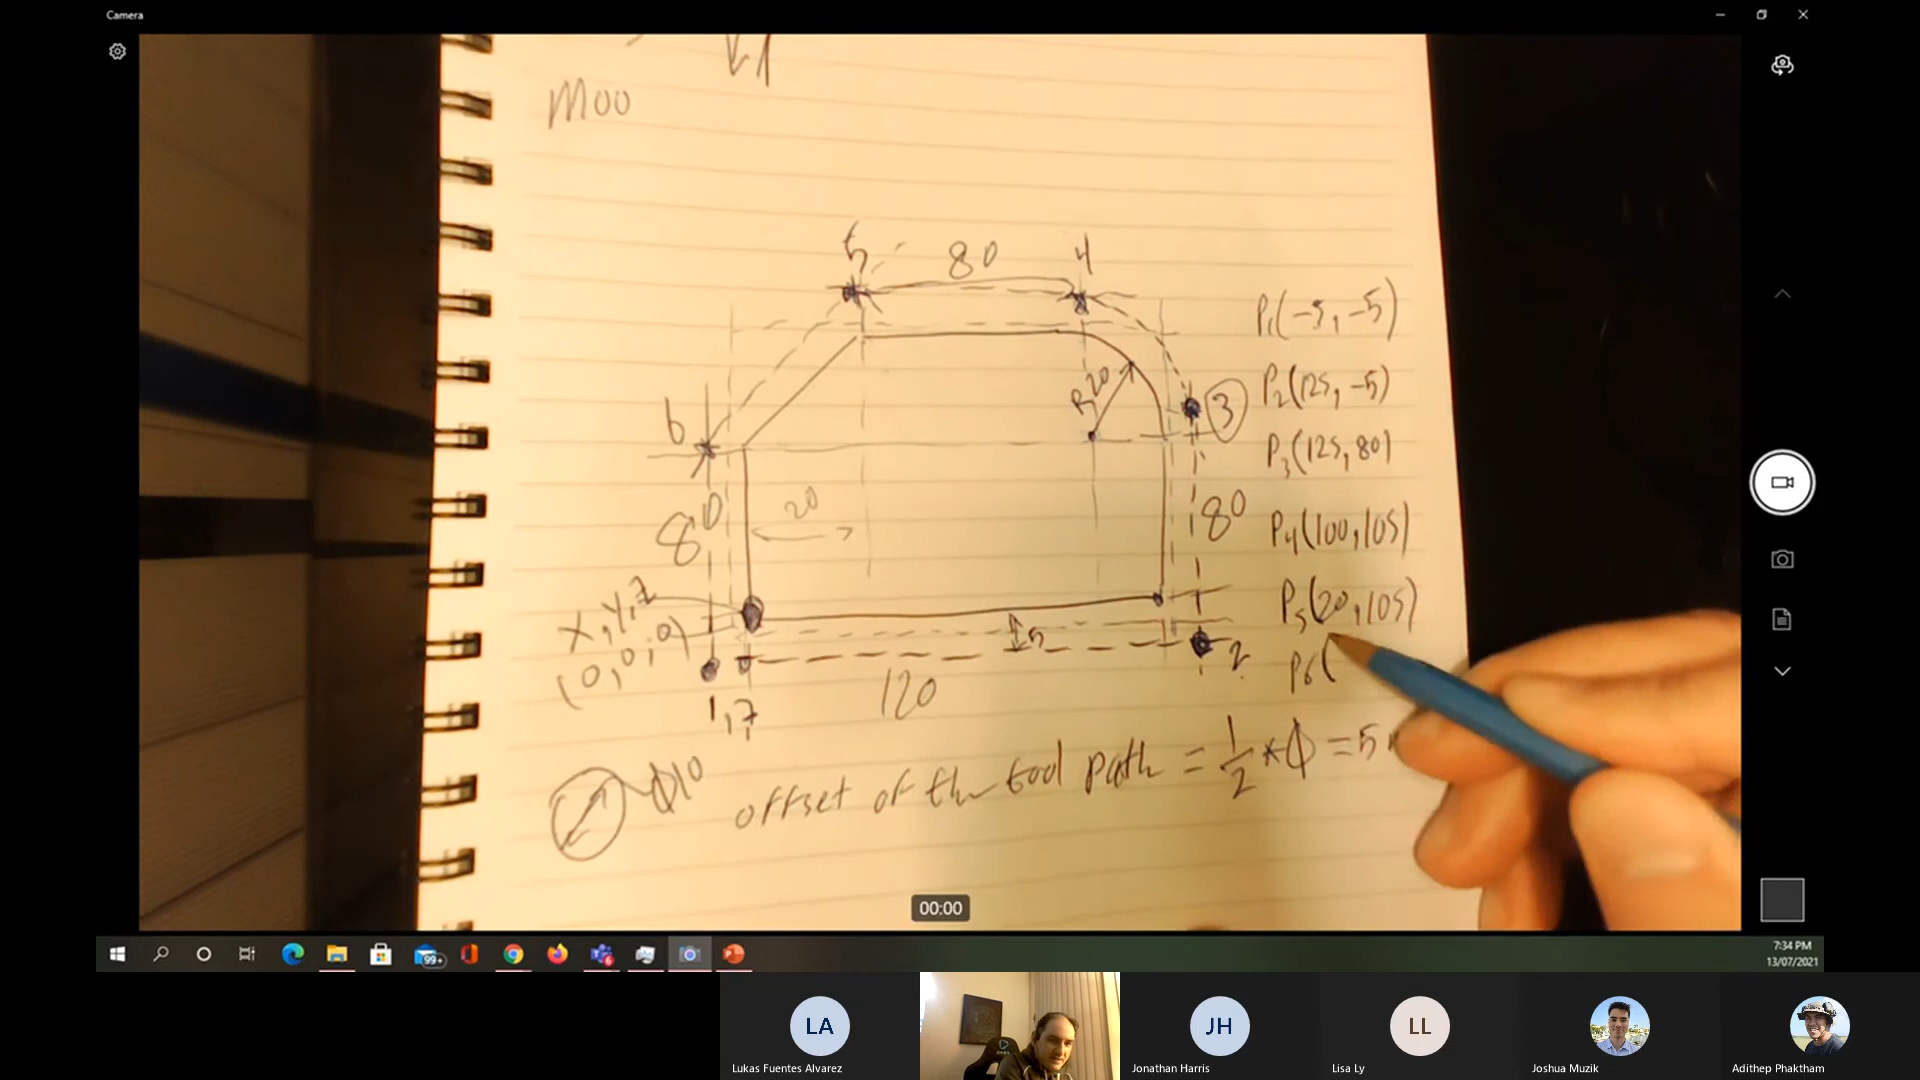 Camera
M00
5
80
4
P1(-5, -5)
P2(125, -5)
R20
3
6
P3(125, 80)
80
20
80
P4(100, 105)
P5(20, 105)
X, Y, Z
(0, 0, 0)
5
2
P6(
1, 7
120
Ø10
offset of the tool path = 1/2 * Ø = 5
00:00
99+
7:34 PM
13/07/2021
LA
JH
LL
Lukas Fuentes Alvarez
Jonathan Harris
Lisa Ly
Joshua Muzik
Adithep Phaktham